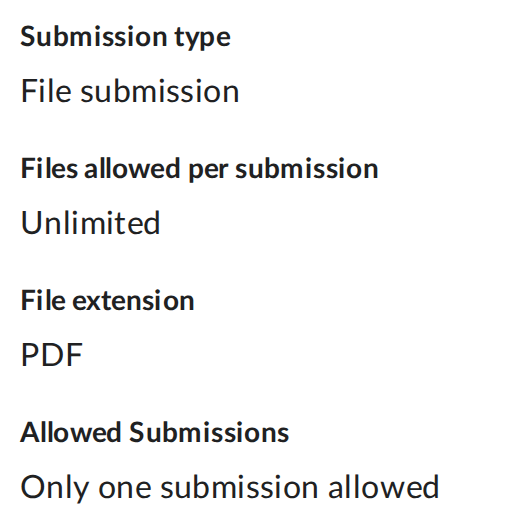 Submission type
File submission
Files allowed per submission
Unlimited
File extension
PDF
Allowed Submissions
Only one submission allowed